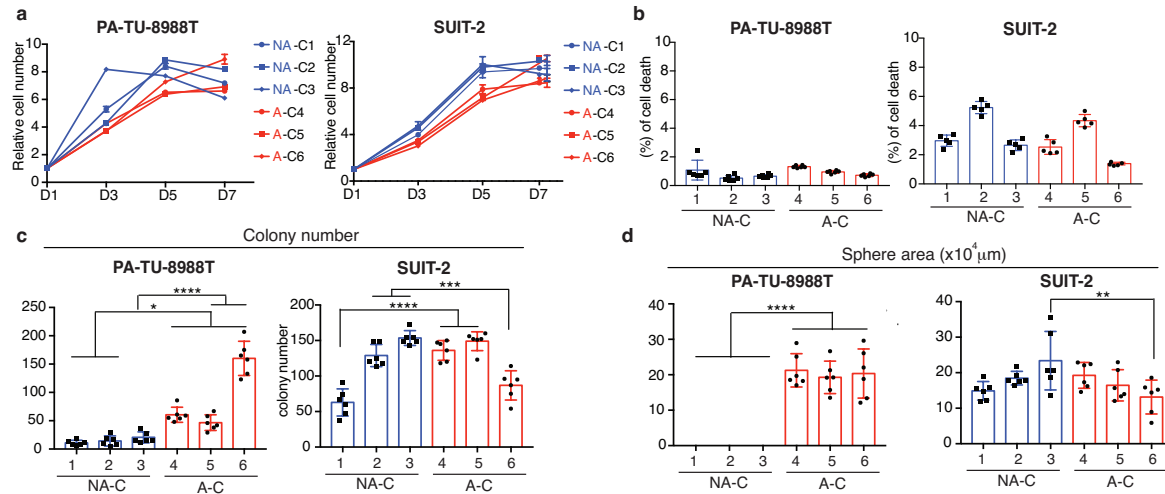 a
PA-TU-8988T
Relative cell number
10
8
6
4
2
0
D1 D3 D5 D7
NA-C1
NA-C2
NA-C3
A-C4
A-C5
A-C6
SUIT-2
Relative cell number
12
8
4
0
D1 D3 D5 D7
NA-C1
NA-C2
NA-C3
A-C4
A-C5
A-C6
b
PA-TU-8988T
(%) of cell death
10
8
6
4
2
0
1 2 3 4 5 6
NA-C A-C
SUIT-2
(%) of cell death
10
8
6
4
2
0
1 2 3 4 5 6
NA-C A-C
c
Colony number
PA-TU-8988T
****
*
250
200
150
100
50
0
1 2 3 4 5 6
NA-C A-C
SUIT-2
***
****
colony number
200
150
100
50
0
1 2 3 4 5 6
NA-C A-C
d
Sphere area (x10⁴µm)
PA-TU-8988T
****
40
30
20
10
0
1 2 3 4 5 6
NA-C A-C
SUIT-2
**
50
40
30
20
10
0
1 2 3 4 5 6
NA-C A-C